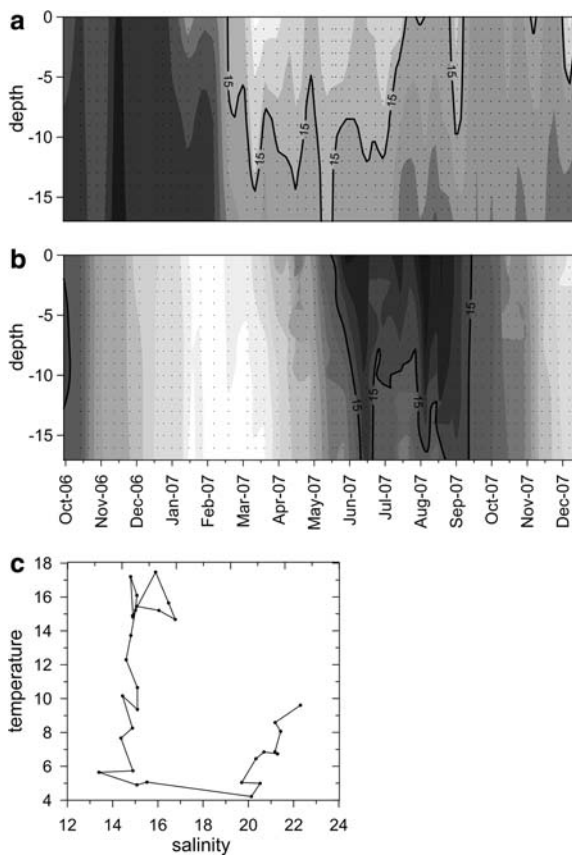 a
0
-5
-10
-15
depth
15
15
15
15
15
15
b
0
-5
-10
-15
depth
15
15
15
15
Oct-06
Nov-06
Dec-06
Jan-07
Feb-07
Mar-07
Apr-07
May-07
Jun-07
Jul-07
Aug-07
Sep-07
Oct-07
Nov-07
Dec-07
c
18
16
14
12
10
8
6
4
temperature
12 14 16 18 20 22 24
salinity